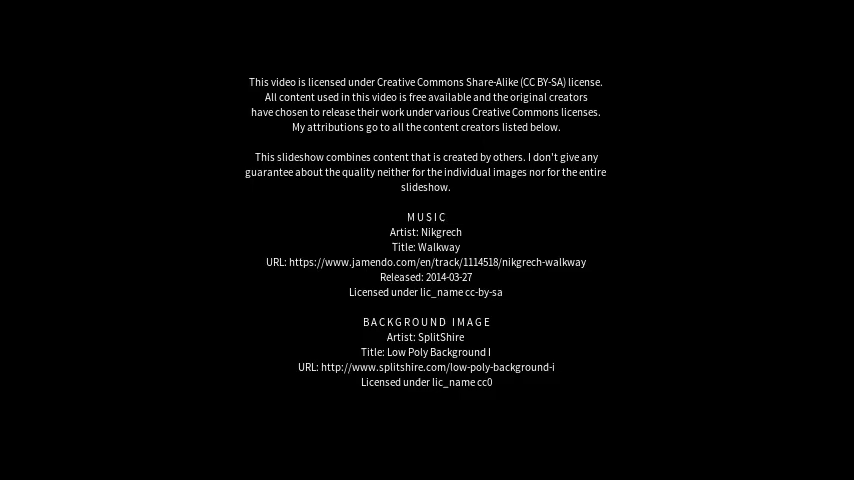 This video is licensed under Creative Commons Share-Alike (CC BY-SA) license.
All content used in this video is free available and the original creators
have chosen to release their work under various Creative Commons licenses.
My attributions go to all the content creators listed below.
This slideshow combines content that is created by others. I don't give any
guarantee about the quality neither for the individual images nor for the entire
slideshow.
MUSIC
Artist: Nikgrech
Title: Walkway
URL: https://www.jamendo.com/en/track/1114518/nikgrech-walkway
Released: 2014-03-27
Licensed under lic_name cc-by-sa
BACKGROUND IMAGE
Artist: SplitShire
Title: Low Poly Background I
URL: http://www.splitshire.com/low-poly-background-i
Licensed under lic_name cc0